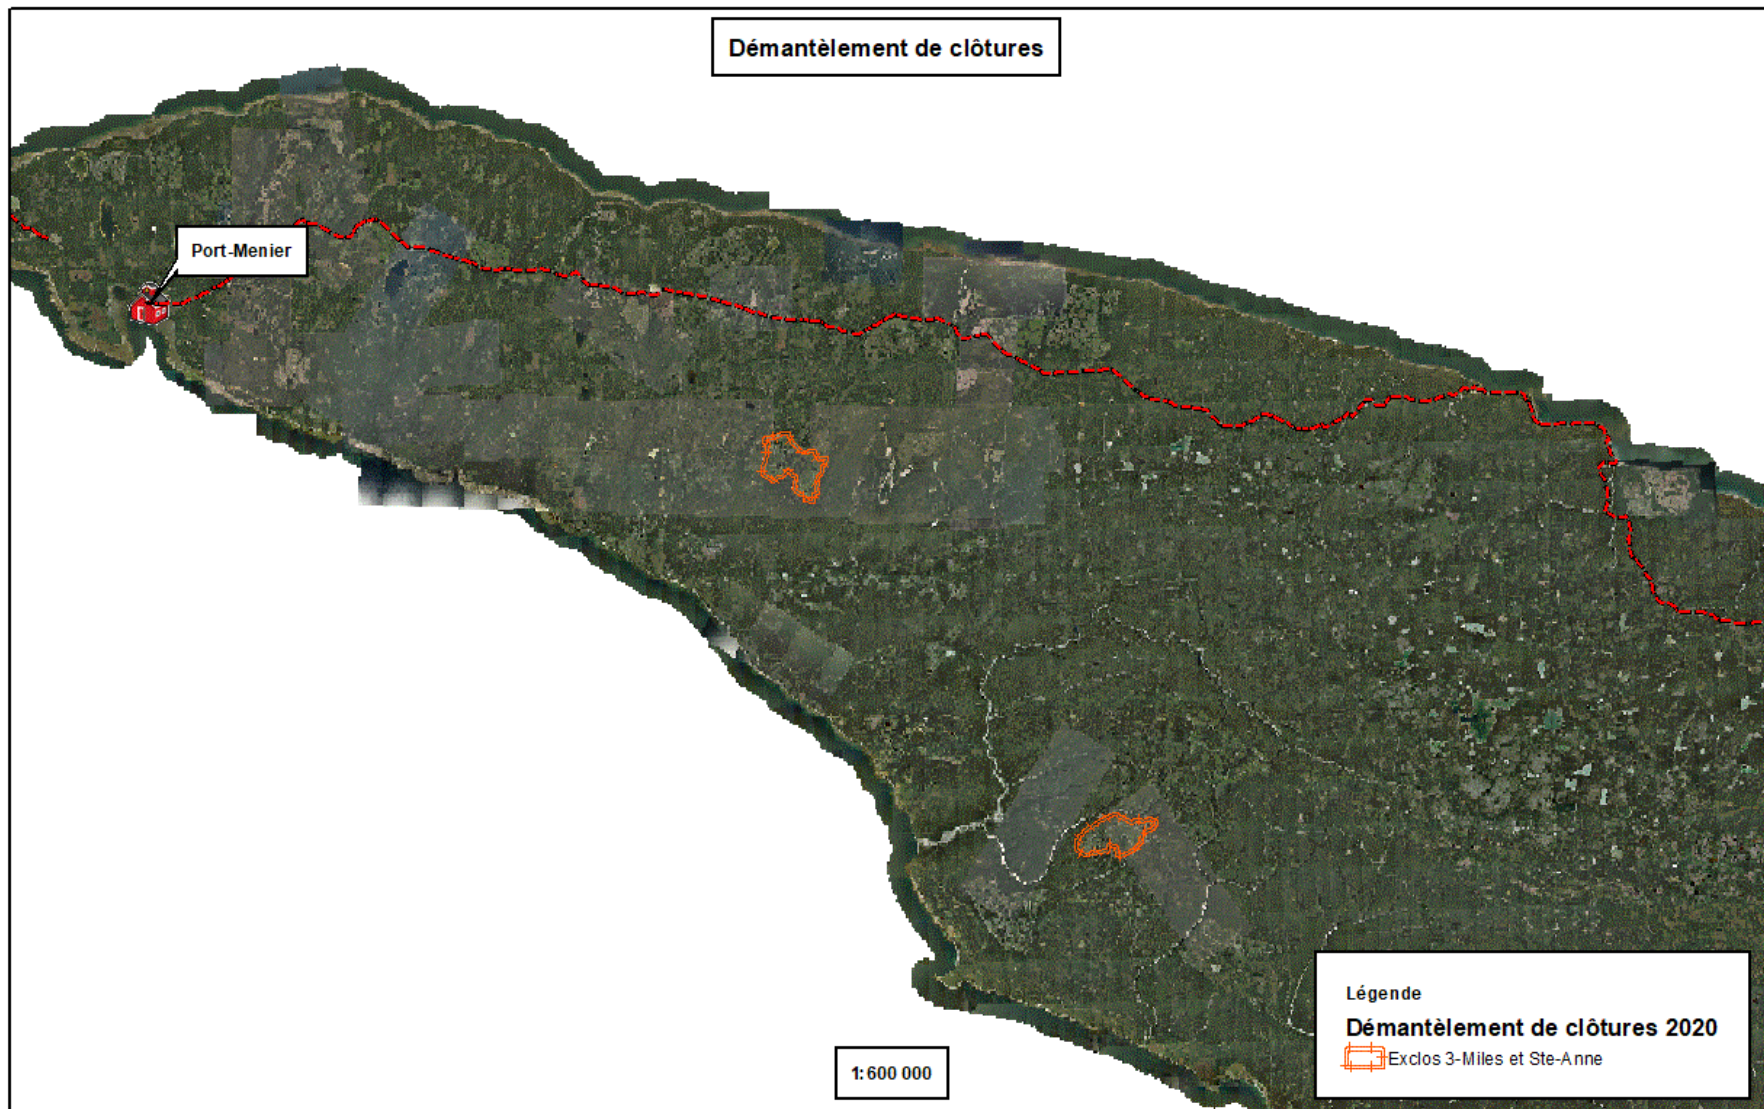 Démantèlement de clôtures
Port-Menier
1:600 000
Légende
Démantèlement de clôtures 2020
Exclos 3-Miles et Ste-Anne